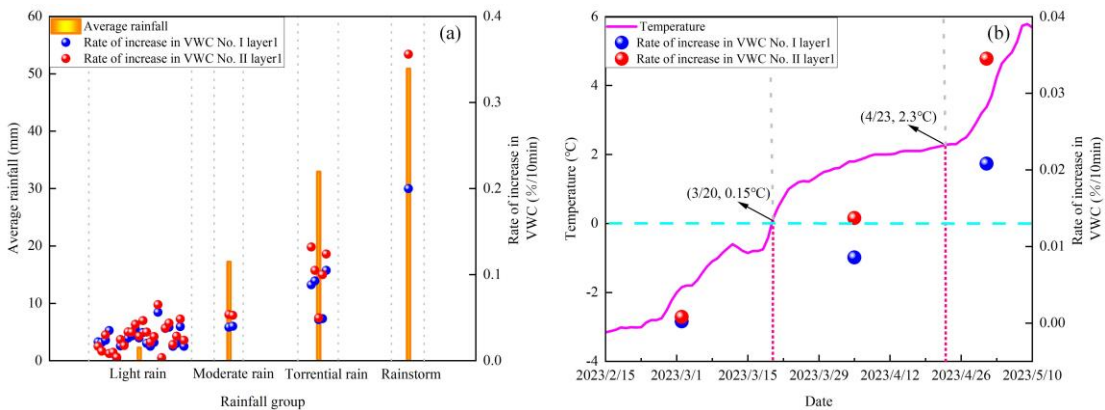 60
50
40
30
20
10
0
Average rainfall (mm)
Average rainfall
Rate of increase in VWC No. I layer1
Rate of increase in VWC No. II layer1
(a)
0.4
0.3
0.2
0.1
0.0
Rate of increase in
VWC (%/10min)
Light rain
Moderate rain
Torrential rain
Rainstorm
Rainfall group
6
4
2
0
-2
-4
Temperature (℃)
Temperature
Rate of increase in VWC No. I layer1
Rate of increase in VWC No. II layer1
(b)
(4/23, 2.3℃)
(3/20, 0.15℃)
0.04
0.03
0.02
0.01
0.00
Rate of increase in
VWC (%/10min)
2023/2/15
2023/3/1
2023/3/15
2023/3/29
2023/4/12
2023/4/26
2023/5/10
Date